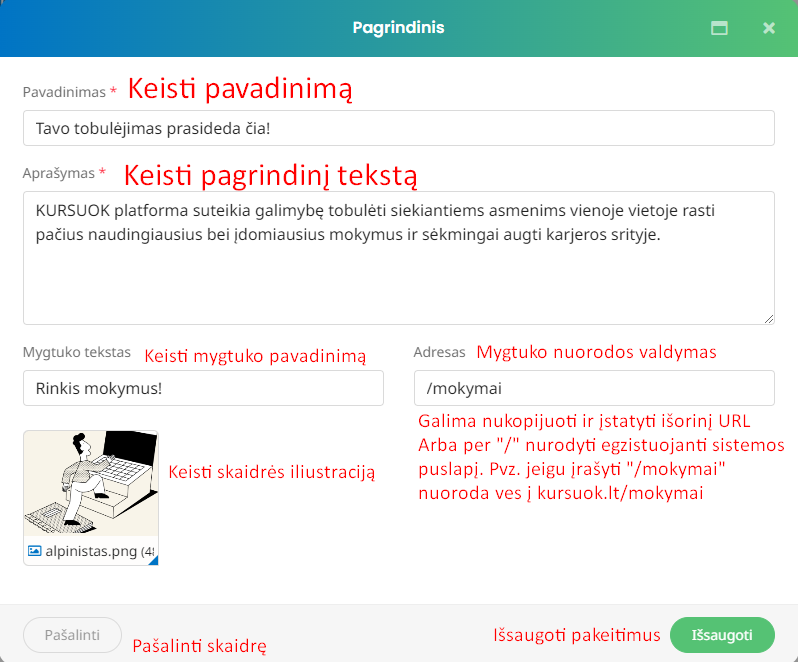 Pagrindinis
Pavadinimas * Keisti pavadinimą
Tavo tobulėjimas prasideda čia!
Aprašymas * Keisti pagrindinį tekstą
KURSUOK platforma suteikia galimybę tobulėti siekiantiems asmenims vienoje vietoje rasti
pačius naudingiausius bei įdomiausius mokymus ir sėkmingai augti karjeros srityje.
Mygtuko tekstas Keisti mygtuko pavadinimą
Rinkis mokymus!
Adresas Mygtuko nuorodos valdymas
/mokymai
Galima nukopijuoti ir įstatyti išorinį URL
Arba per "/" nurodyti egzistuojanti sistemos
puslapį. Pvz. jeigu įrašyti "/mokymai"
nuoroda ves į kursuok.lt/mokymai
Keisti skaidrės iliustraciją
alpinistas.png (48
Pašalinti
Pašalinti skaidrę
Išsaugoti pakeitimus
Išsaugoti